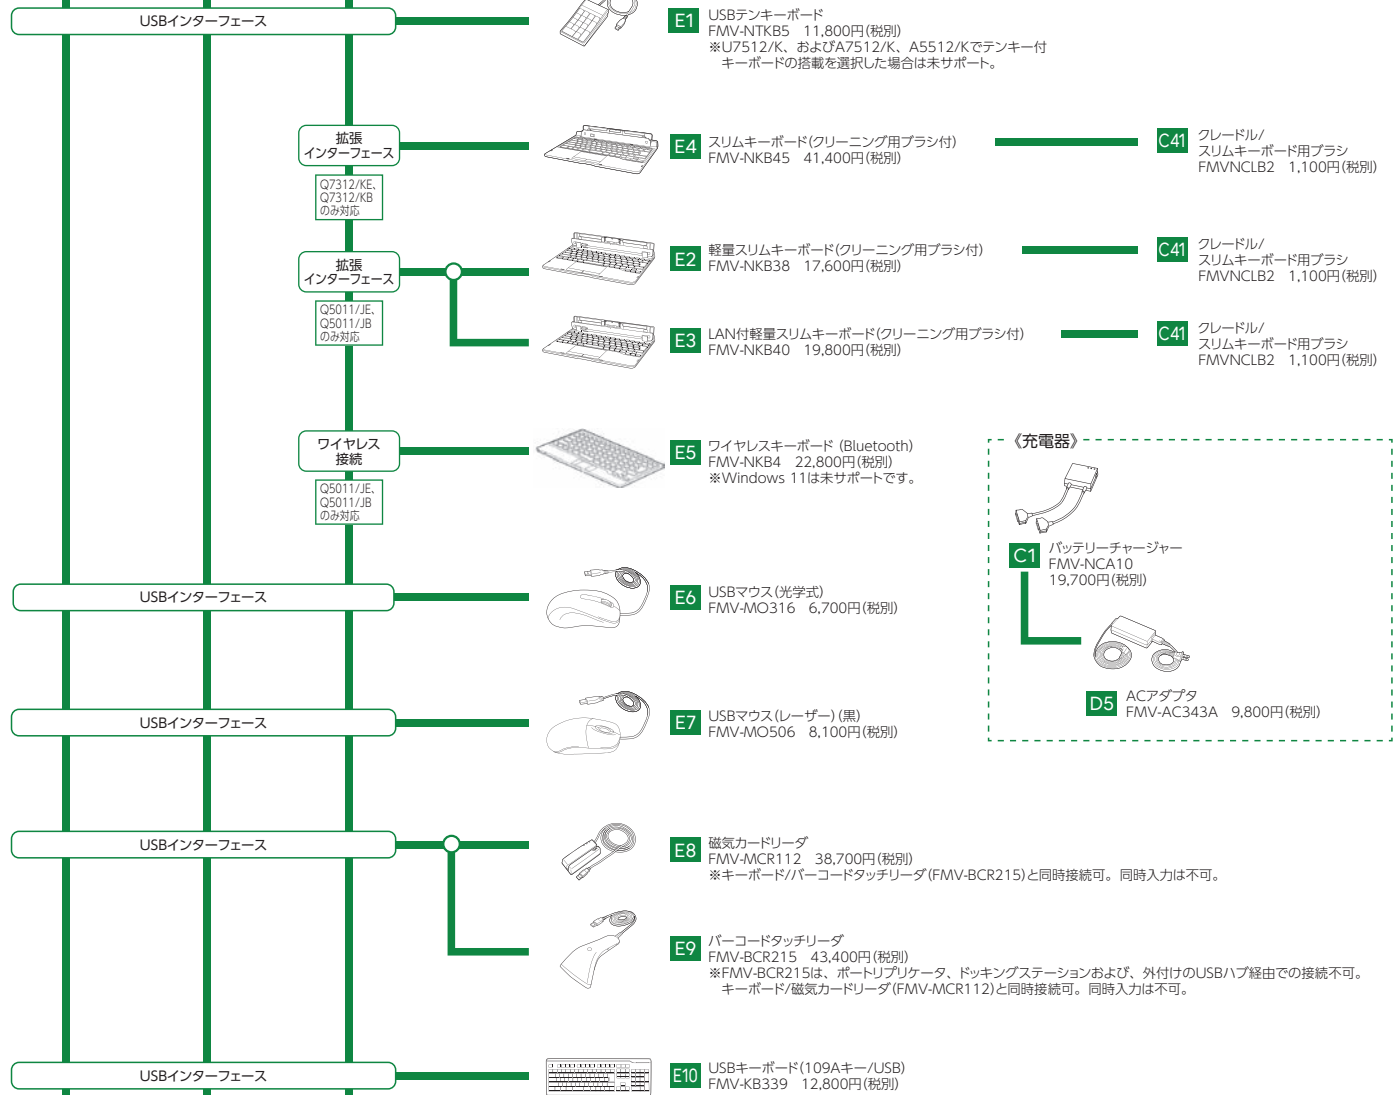 USBインターフェース
E1
USBテンキーボード
FMV-NTKB5 11,800円(税別)
※U7512/K、およびA7512/K、A5512/Kでテンキー付
キーボードの搭載を選択した場合は未サポート。
拡張
インターフェース
Q7312/KE、
Q7312/KB
のみ対応
E4
スリムキーボード(クリーニング用ブラシ付)
FMV-NKB45 41,400円(税別)
C41
クレードル/
スリムキーボード用ブラシ
FMVNCLB2 1,100円(税別)
拡張
インターフェース
Q5011/JE、
Q5011/JB
のみ対応
E2
軽量スリムキーボード(クリーニング用ブラシ付)
FMV-NKB38 17,600円(税別)
C41
クレードル/
スリムキーボード用ブラシ
FMVNCLB2 1,100円(税別)
E3
LAN付軽量スリムキーボード(クリーニング用ブラシ付)
FMV-NKB40 19,800円(税別)
C41
クレードル/
スリムキーボード用ブラシ
FMVNCLB2 1,100円(税別)
ワイヤレス
接続
Q5011/JE、
Q5011/JB
のみ対応
E5
ワイヤレスキーボード (Bluetooth)
FMV-NKB4 22,800円(税別)
※Windows 11は未サポートです。
《充電器》
C1
バッテリーチャージャー
FMV-NCA10
19,700円(税別)
D5
ACアダプタ
FMV-AC343A 9,800円(税別)
USBインターフェース
E6
USBマウス(光学式)
FMV-MO316 6,700円(税別)
USBインターフェース
E7
USBマウス(レーザー)(黒)
FMV-MO506 8,100円(税別)
USBインターフェース
E8
磁気カードリーダ
FMV-MCR112 38,700円(税別)
※キーボード/バーコードタッチリーダ(FMV-BCR215)と同時接続可。同時入力は不可。
E9
バーコードタッチリーダ
FMV-BCR215 43,400円(税別)
※FMV-BCR215は、ポートリプリケータ、ドッキングステーションおよび、外付けのUSBハブ経由での接続不可。
キーボード/磁気カードリーダ(FMV-MCR112)と同時接続可。同時入力は不可。
USBインターフェース
E10
USBキーボード(109Aキー/USB)
FMV-KB339 12,800円(税別)